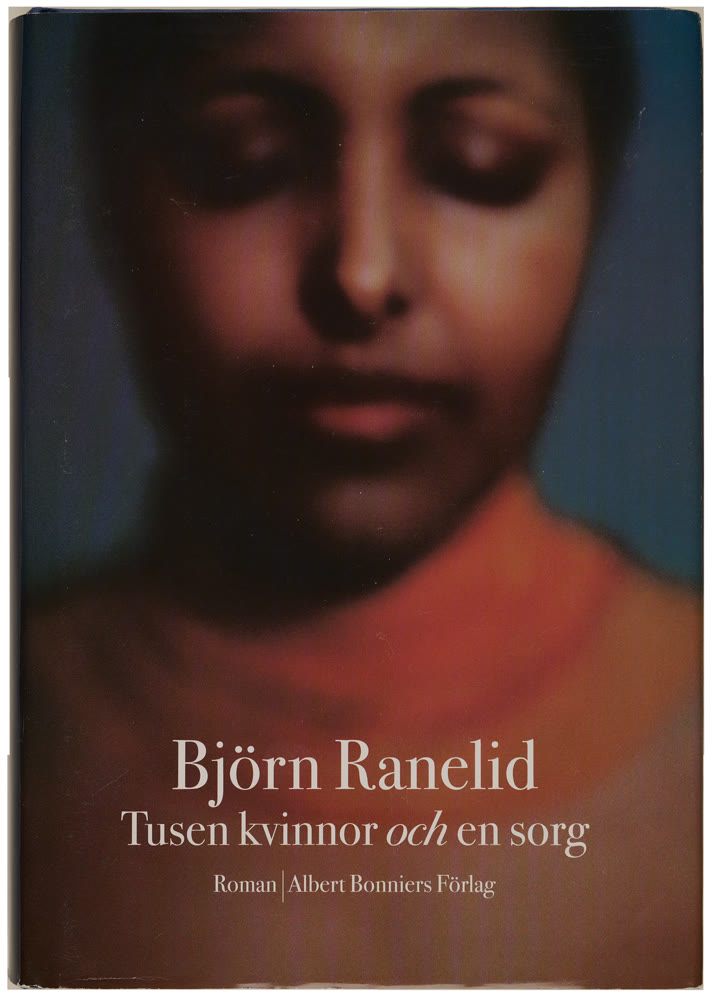 Björn Ranelid
Tusen kvinnor och en sorg
Roman | Albert Bonniers Förlag